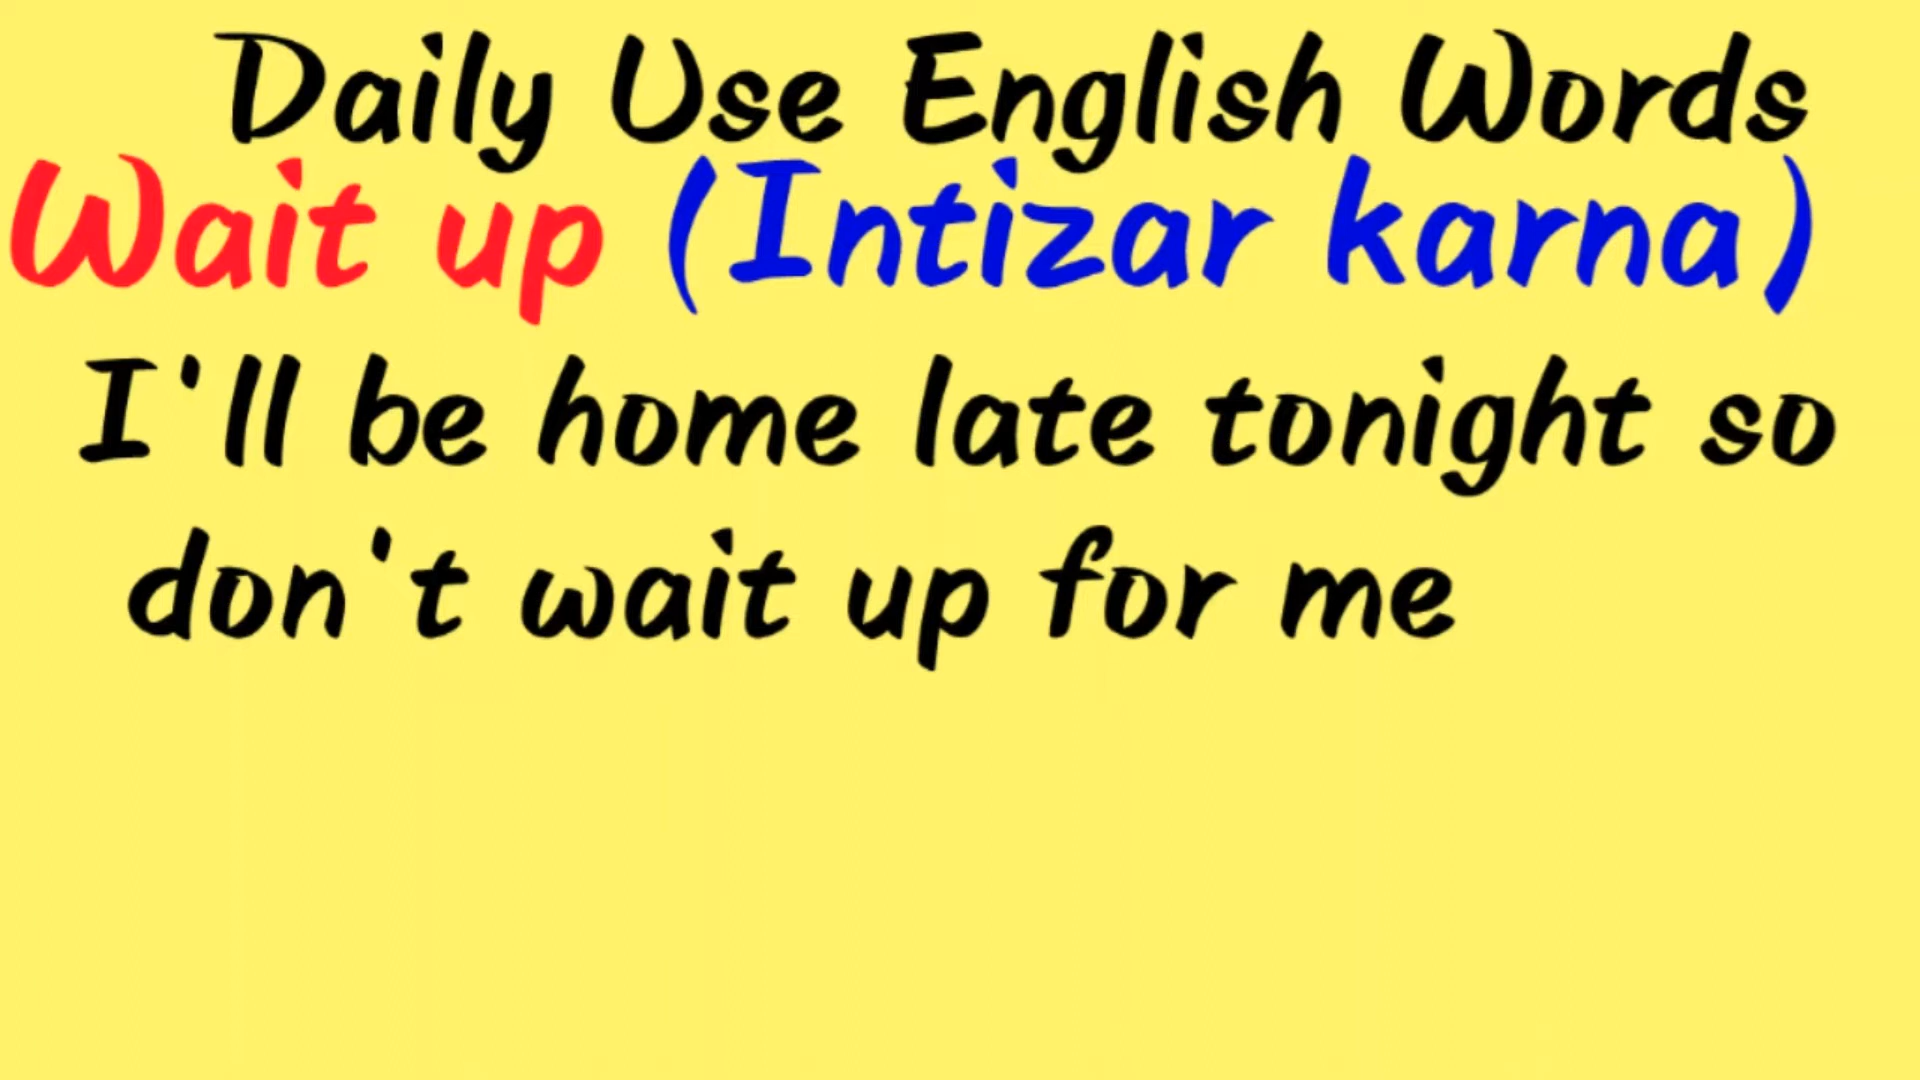 Daily Use English Words
Wait up (Intizar karna)
I'll be home late tonight so
don't wait up for me